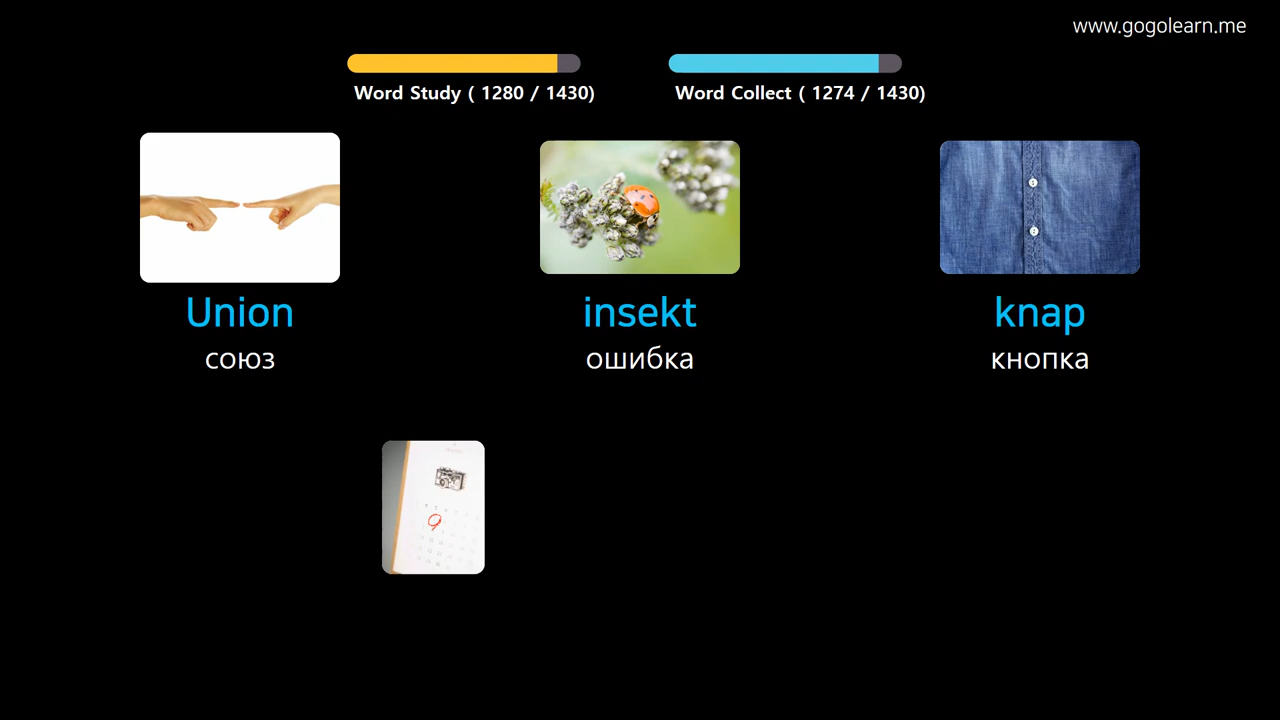 www.gogolearn.me
Word Study ( 1280 / 1430)
Word Collect ( 1274 / 1430)
Union
insekt
knap
союз
ошибка
кнопка